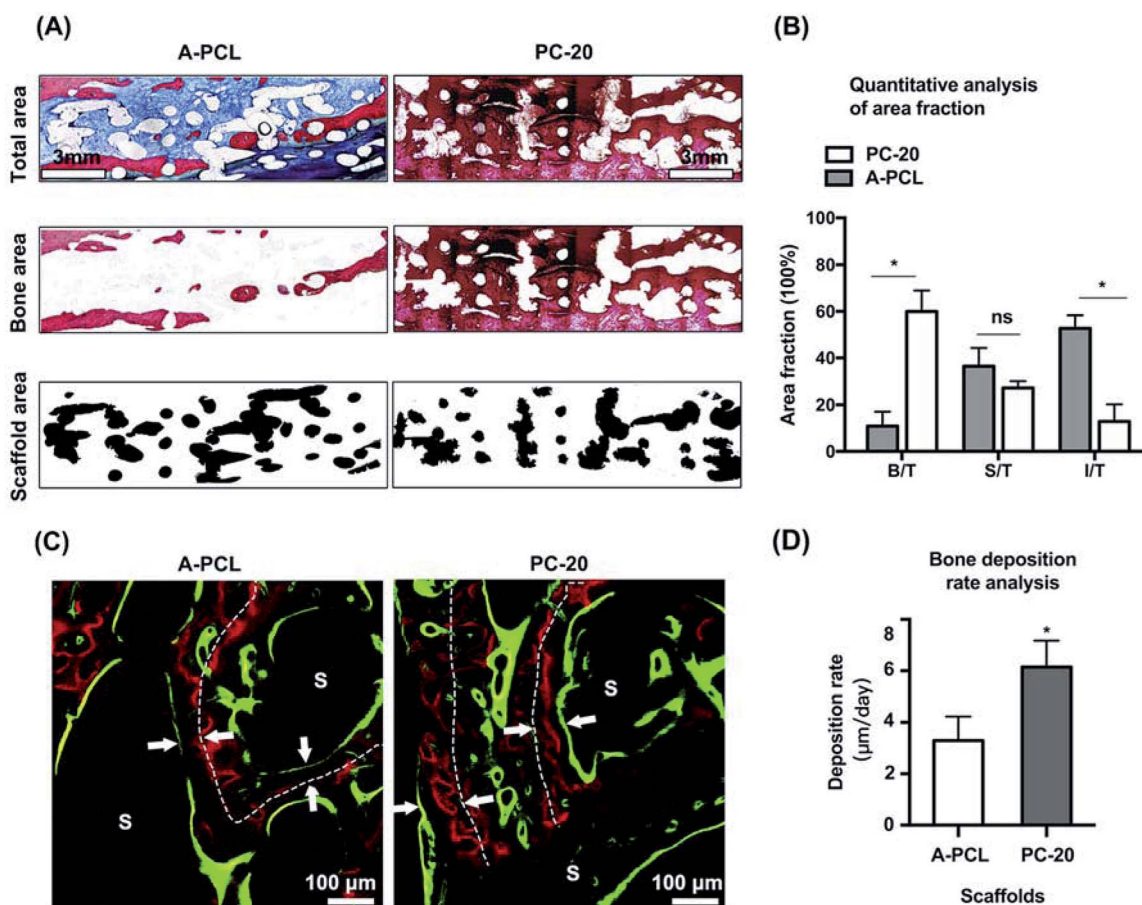 (A)
A-PCL
PC-20
Total area
3mm
3mm
Bone area
Scaffold area
(B)
Quantitative analysis
of area fraction
PC-20
A-PCL
Area fraction (100%)
100
80
60
40
20
0
*
ns
*
B/T
S/T
I/T
(C)
A-PCL
PC-20
S
S
100 µm
S
S
100 µm
(D)
Bone deposition
rate analysis
Deposition rate
(µm/day)
8
6
4
2
0
*
A-PCL
PC-20
Scaffolds